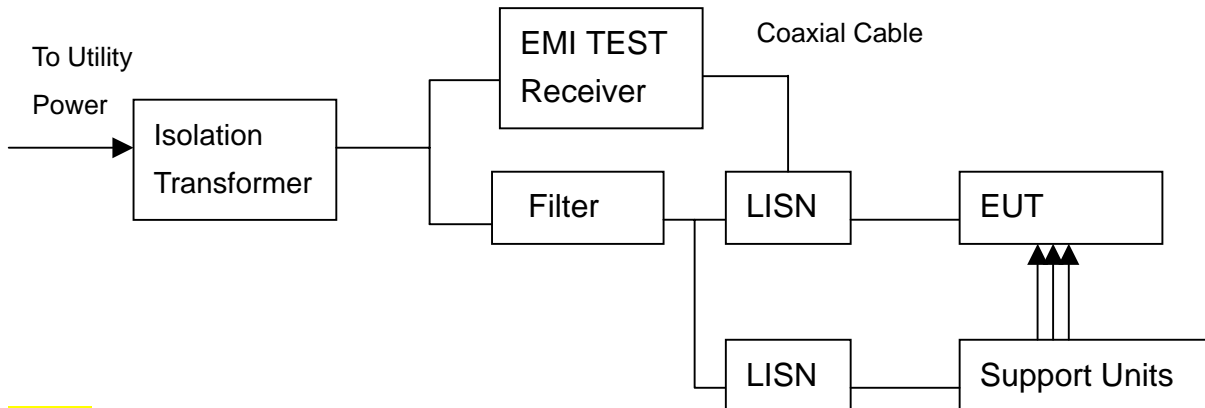 To Utility
Power
Isolation
Transformer
EMI TEST
Receiver
Coaxial Cable
Filter
LISN
EUT
LISN
Support Units